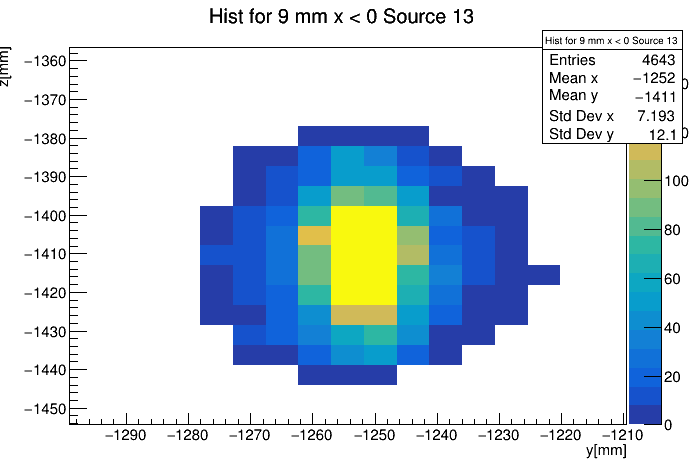 Hist for 9 mm x < 0 Source 13
z[mm]
Hist for 9 mm x < 0 Source 13
Entries 4643
Mean x −1252
Mean y −1411
Std Dev x 7.193
Std Dev y 12.1
−1360
−1370
−1380
−1390
−1400
−1410
−1420
−1430
−1440
−1450
0
0
100
80
60
40
20
0
−1290 −1280 −1270 −1260 −1250 −1240 −1230 −1220 −1210
y[mm]